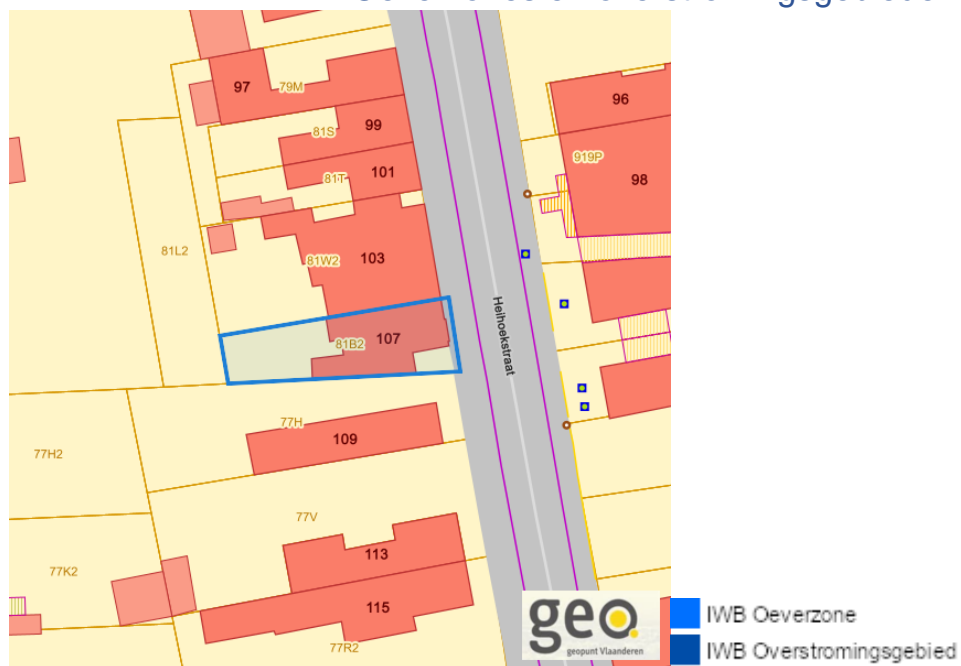 97
79M
96
99
81S
919P
101
81T
98
103
81L2
81W2
Heihoekstraat
107
81B2
77H
109
77H2
77V
113
77K2
115
77R2
geo
geopunt Vlaanderen
IWB Oeverzone
IWB Overstromingsgebied